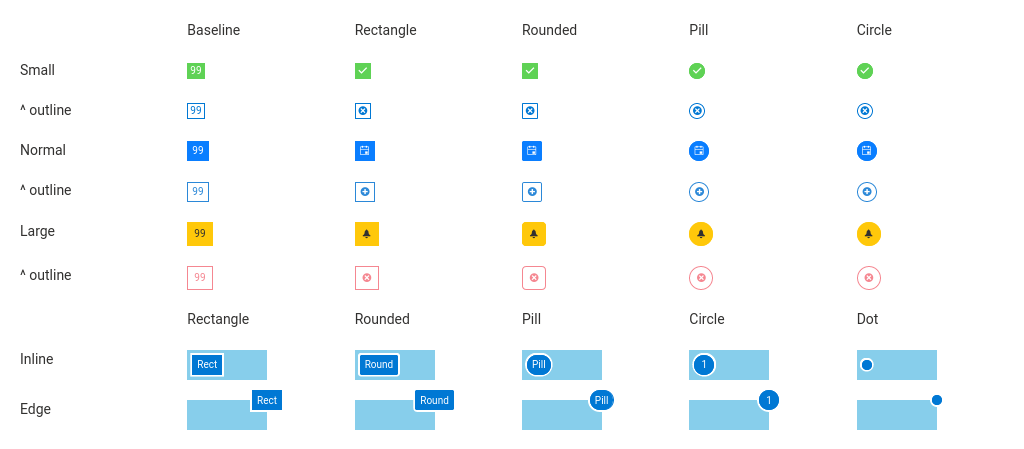 Baseline Rectangle Rounded Pill Circle
Small 99
^ outline 99
Normal 99
^ outline 99
Large 99
^ outline 99
Rectangle Rounded Pill Circle Dot
Inline Rect Round Pill 1
Edge Rect Round Pill 1